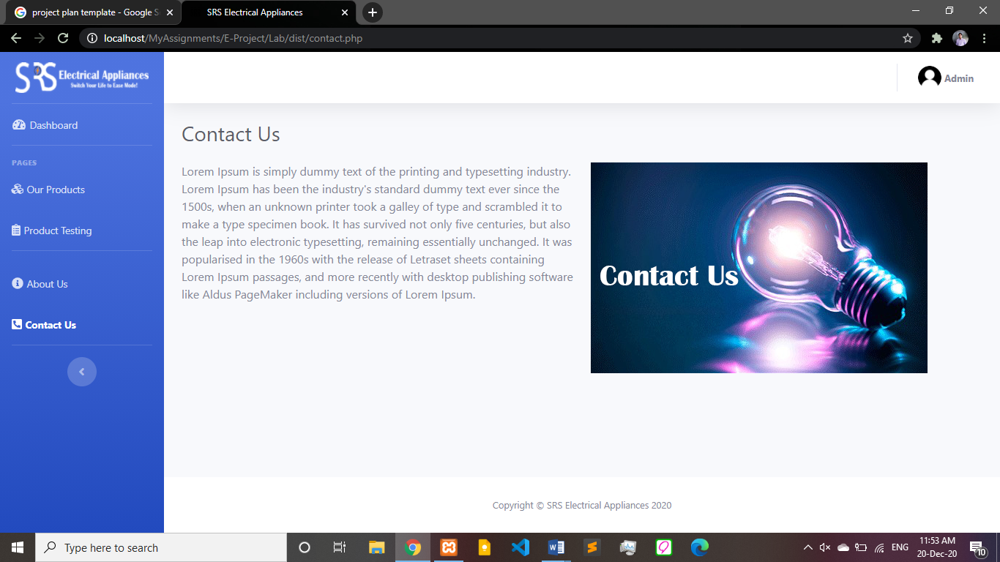 project plan template - Google S
SRS Electrical Appliances
localhost/MyAssignments/E-Project/Lab/dist/contact.php
SRS Electrical Appliances
Switch Your Life to Ease Mode!
Admin
Dashboard
PAGES
Our Products
Product Testing
About Us
Contact Us
Contact Us
Lorem Ipsum is simply dummy text of the printing and typesetting industry.
Lorem Ipsum has been the industry's standard dummy text ever since the
1500s, when an unknown printer took a galley of type and scrambled it to
make a type specimen book. It has survived not only five centuries, but also
the leap into electronic typesetting, remaining essentially unchanged. It was
popularised in the 1960s with the release of Letraset sheets containing
Lorem Ipsum passages, and more recently with desktop publishing software
like Aldus PageMaker including versions of Lorem Ipsum.
Contact Us
Copyright © SRS Electrical Appliances 2020
Type here to search
ENG
11:53 AM
20-Dec-20
10